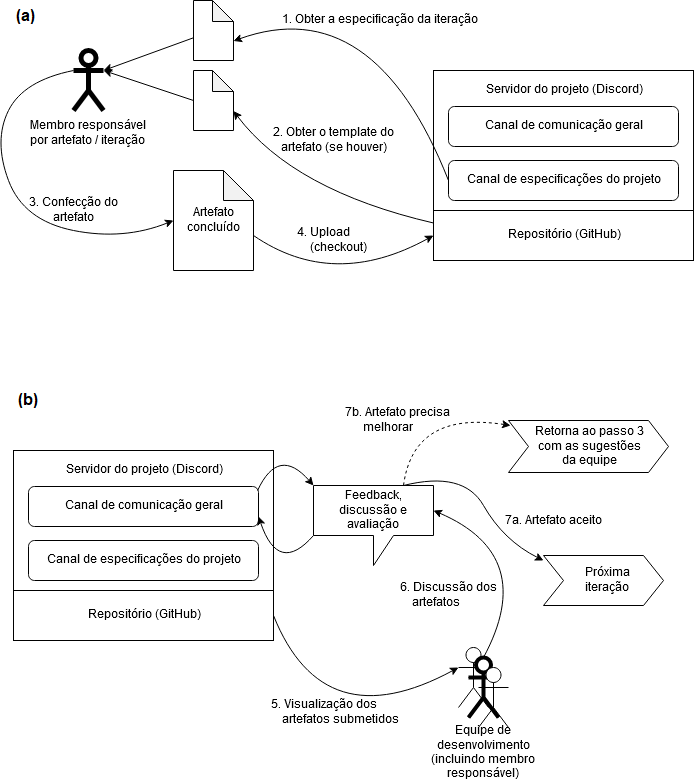 (a)
1. Obter a especificação da iteração
Membro responsável
por artefato / iteração
2. Obter o template do
artefato (se houver)
Servidor do projeto (Discord)
Canal de comunicação geral
Canal de especificações do projeto
Repositório (GitHub)
3. Confecção do
artefato
Artefato
concluído
4. Upload
(checkout)
(b)
7b. Artefato precisa
melhorar
Retorna ao passo 3
com as sugestões
da equipe
Servidor do projeto (Discord)
Canal de comunicação geral
Canal de especificações do projeto
Repositório (GitHub)
Feedback,
discussão e
avaliação
7a. Artefato aceito
Próxima
iteração
6. Discussão dos
artefatos
5. Visualização dos
artefatos submetidos
Equipe de
desenvolvimento
(incluindo membro
responsável)